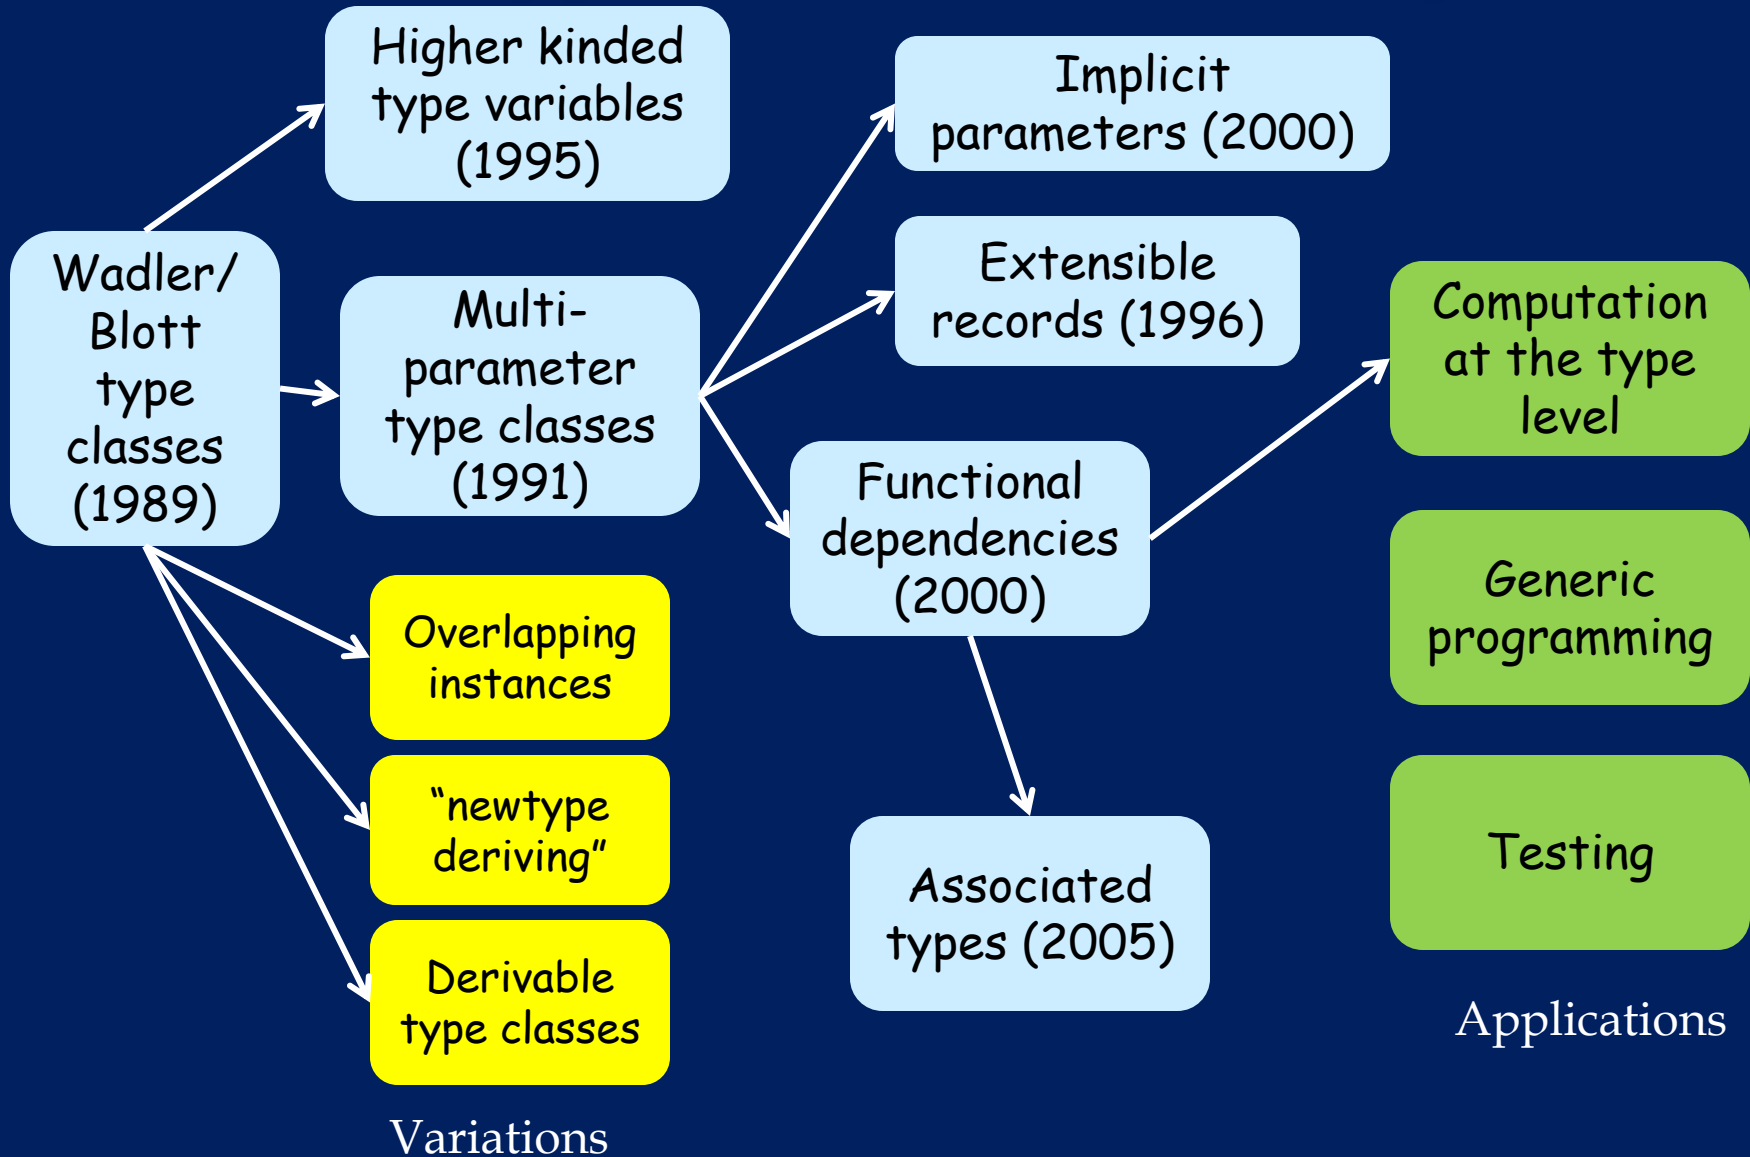 Higher kinded
type variables
(1995)
Implicit
parameters (2000)
Wadler/
Blott
type
classes
(1989)
Multi-
parameter
type classes
(1991)
Extensible
records (1996)
Computation
at the type
level
Functional
dependencies
(2000)
Generic
programming
Overlapping
instances
“newtype
deriving”
Testing
Associated
types (2005)
Derivable
type classes
Applications
Variations